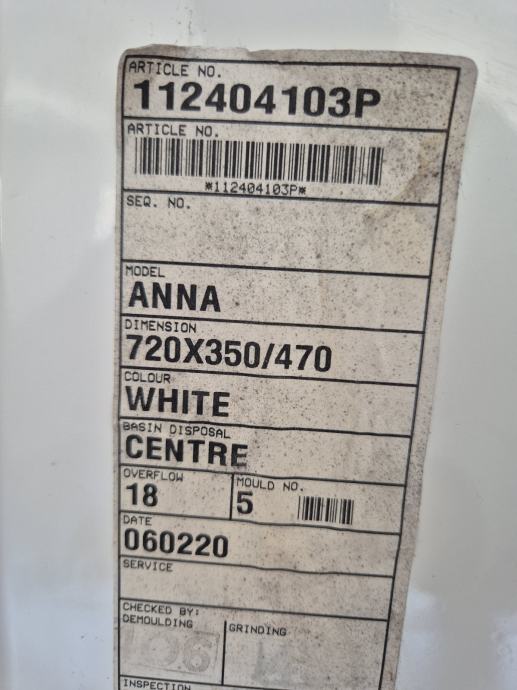 ARTICLE NO.
112404103P
ARTICLE NO.
*112404103P*
SEQ. NO.
MODEL
ANNA
DIMENSION
720X350/470
COLOUR
WHITE
BASIN DISPOSAL
CENTRE
OVERFLOW
18
MOULD NO.
5
DATE
060220
SERVICE
CHECKED BY:
DEMOULDING
GRINDING
INSPECTION